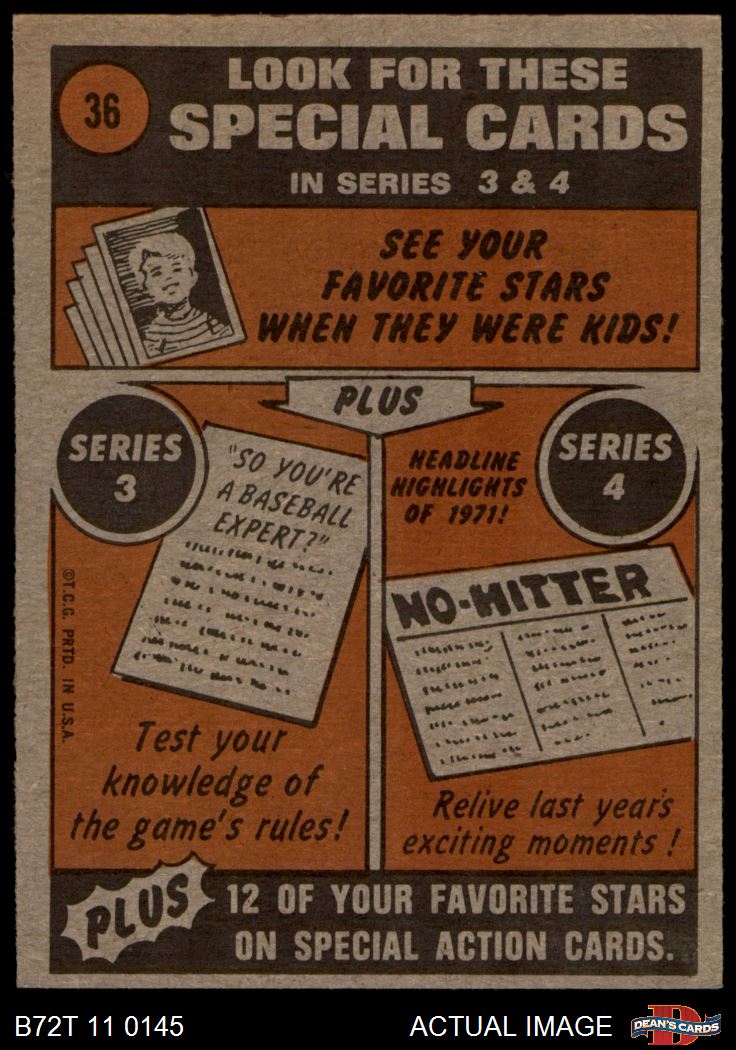 36
LOOK FOR THESE
SPECIAL CARDS
IN SERIES 3 & 4
SEE YOUR
FAVORITE STARS
WHEN THEY WERE KIDS!
PLUS
SERIES
3
"SO YOU'RE
A BASEBALL
EXPERT?"
Test your
knowledge of
the game's rules!
HEADLINE
HIGHLIGHTS
OF 1971!
SERIES
4
NO-HITTER
Relive last year's
exciting moments!
©T.C.G. PRTD. IN U.S.A.
PLUS
12 OF YOUR FAVORITE STARS
ON SPECIAL ACTION CARDS.
B72T 11 0145
ACTUAL IMAGE
D
DEAN'S CARDS